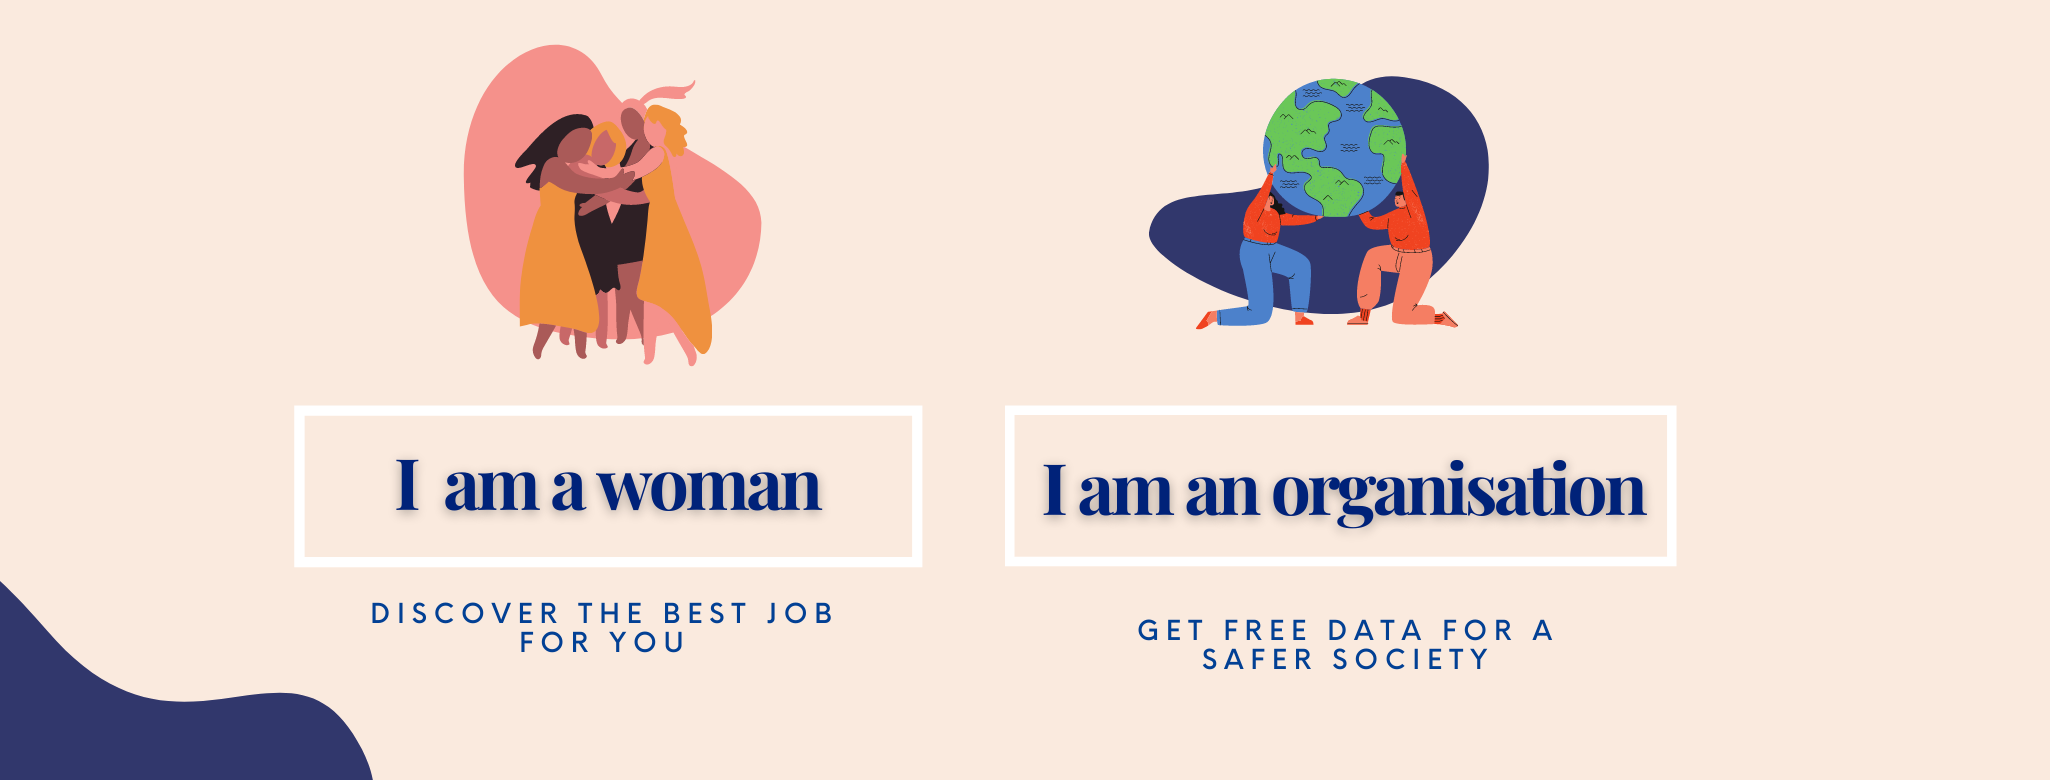 I am a woman
DISCOVER THE BEST JOB
FOR YOU
I am an organisation
GET FREE DATA FOR A
SAFER SOCIETY